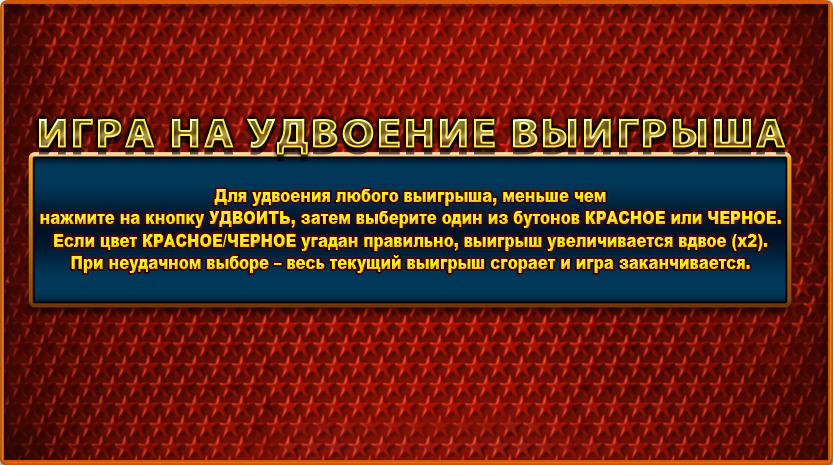 ИГРА НА УДВОЕНИЕ ВЫИГРЫША
Для удвоения любого выигрыша, меньше чем
нажмите на кнопку УДВОИТЬ, затем выберите один из бутонов КРАСНОЕ или ЧЕРНОЕ.
Если цвет КРАСНОЕ/ЧЕРНОЕ угадан правильно, выигрыш увеличивается вдвое (x2).
При неудачном выборе – весь текущий выигрыш сгорает и игра заканчивается.